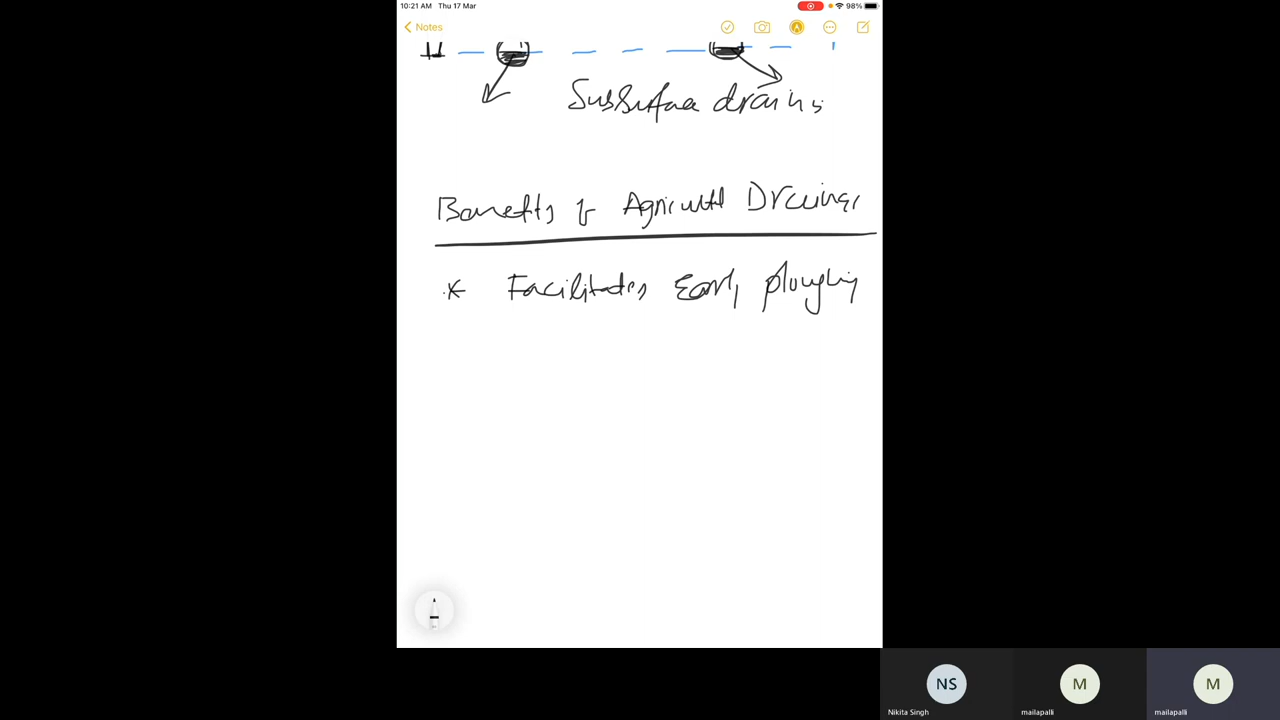 10:21 AM Thu 17 Mar
98%
Notes
Subsurface drains
Benefits of Agricultl Drainage
* Facilitates Early ploughing
NS
M
M
Nikita Singh
mailapalli
mailapalli